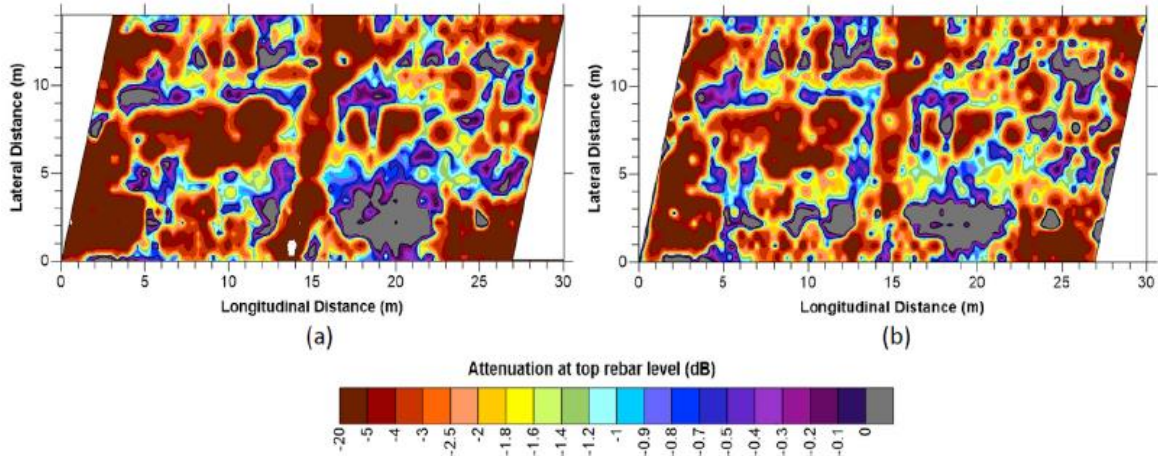 10
5
0
Lateral Distance (m)
0 5 10 15 20 25 30
Longitudinal Distance (m)
(a)
10
5
0
Lateral Distance (m)
0 5 10 15 20 25 30
Longitudinal Distance (m)
(b)
Attenuation at top rebar level (dB)
-20 -5 -4 -3 -2.5 -2 -1.8 -1.6 -1.4 -1.2 -1 -0.9 -0.8 -0.7 -0.6 -0.5 -0.4 -0.3 -0.2 -0.1 0